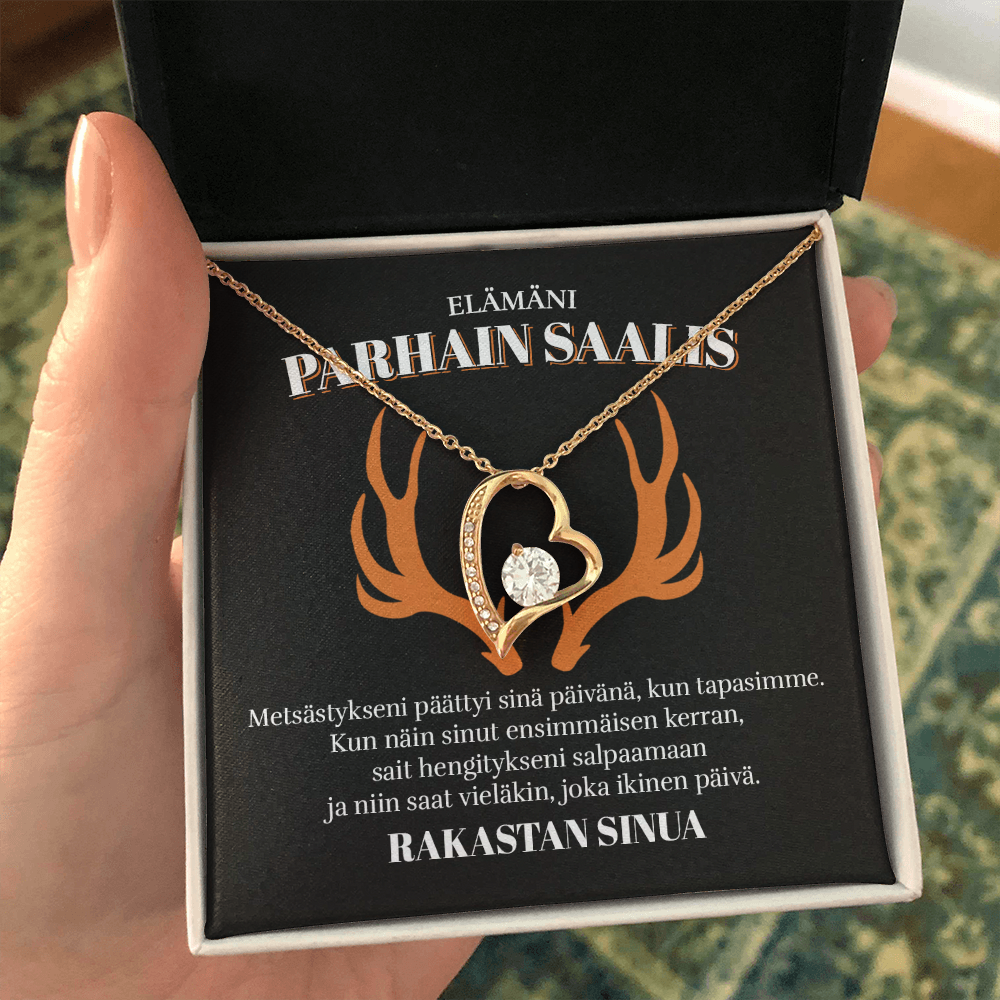 ELÄMÄNI
PARHAIN SAALIS
Metsästykseni päättyi sinä päivänä, kun tapasimme.
Kun näin sinut ensimmäisen kerran,
sait hengitykseni salpaamaan
ja niin saat vieläkin, joka ikinen päivä.
RAKASTAN SINUA